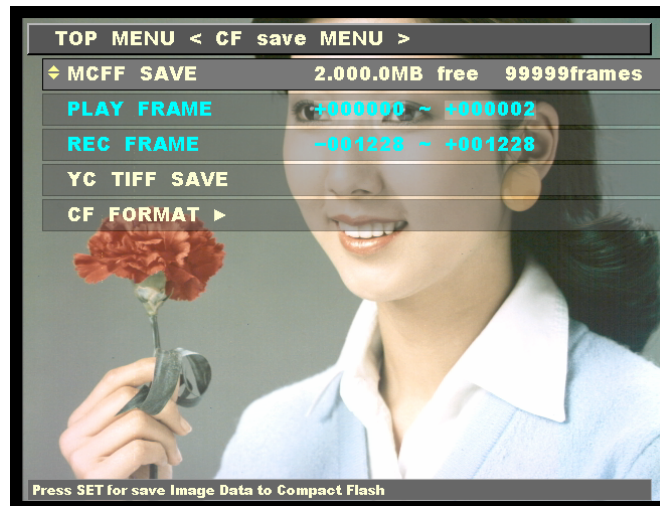 TOP MENU < CF save MENU >
MCFF SAVE 2.000.0MB free 99999frames
PLAY FRAME +000000 ~ +000002
REC FRAME -001228 ~ +001228
YC TIFF SAVE
CF FORMAT ►
Press SET for save Image Data to Compact Flash